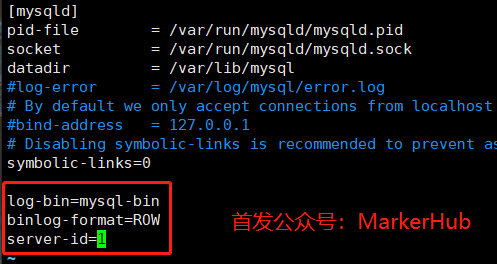 [mysqld]
pid-file        = /var/run/mysqld/mysqld.pid
socket          = /var/run/mysqld/mysqld.sock
datadir         = /var/lib/mysql
#log-error      = /var/log/mysql/error.log
# By default we only accept connections from localhost
#bind-address   = 127.0.0.1
# Disabling symbolic-links is recommended to prevent as
symbolic-links=0
log-bin=mysql-bin
binlog-format=ROW
首发公众号：MarkerHub
server-id=1
~